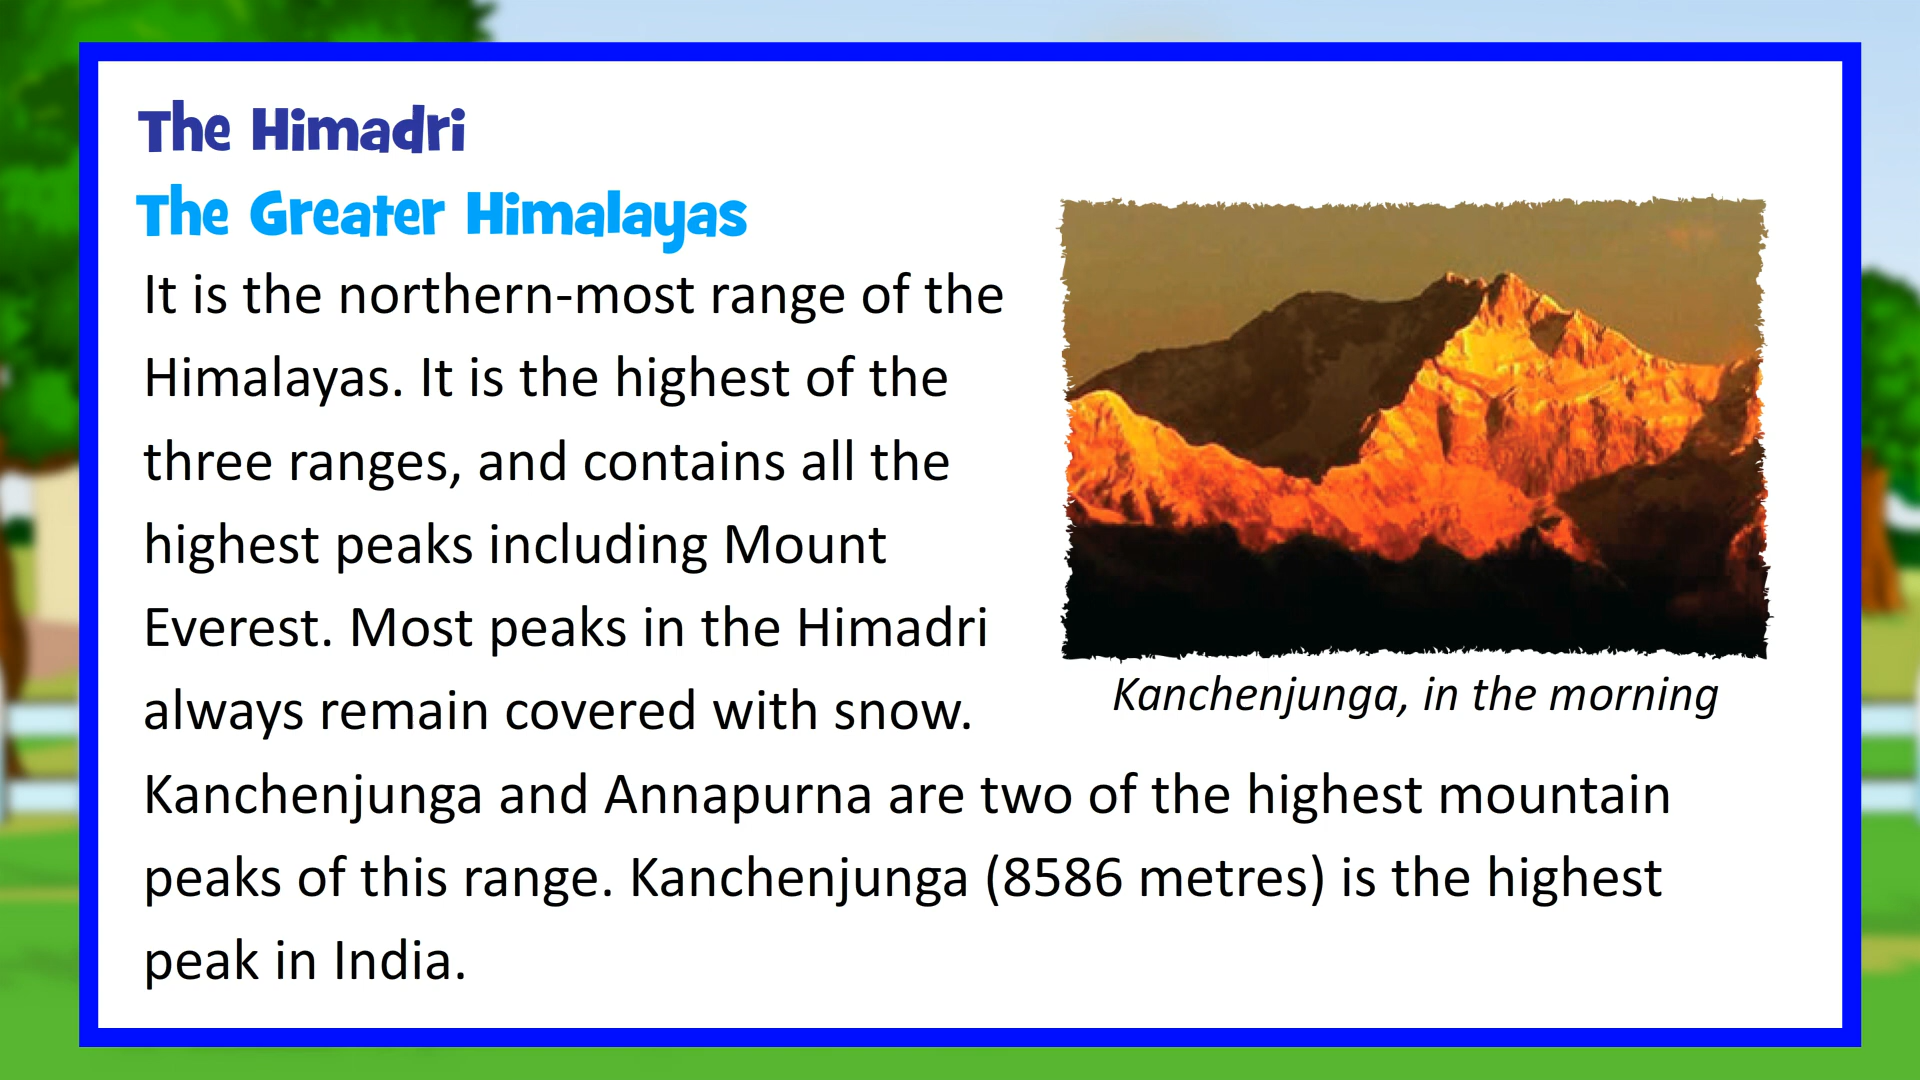 The Himadri
The Greater Himalayas
It is the northern-most range of the
Himalayas. It is the highest of the
three ranges, and contains all the
highest peaks including Mount
Everest. Most peaks in the Himadri
always remain covered with snow.
Kanchenjunga, in the morning
Kanchenjunga and Annapurna are two of the highest mountain
peaks of this range. Kanchenjunga (8586 metres) is the highest
peak in India.